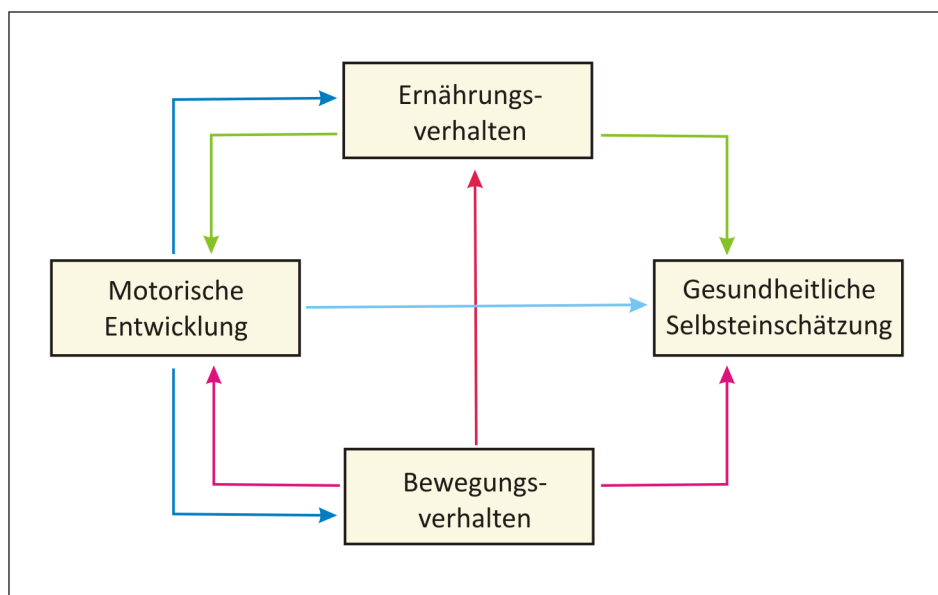 Ernährungs-
verhalten
Motorische
Entwicklung
Gesundheitliche
Selbsteinschätzung
Bewegungs-
verhalten